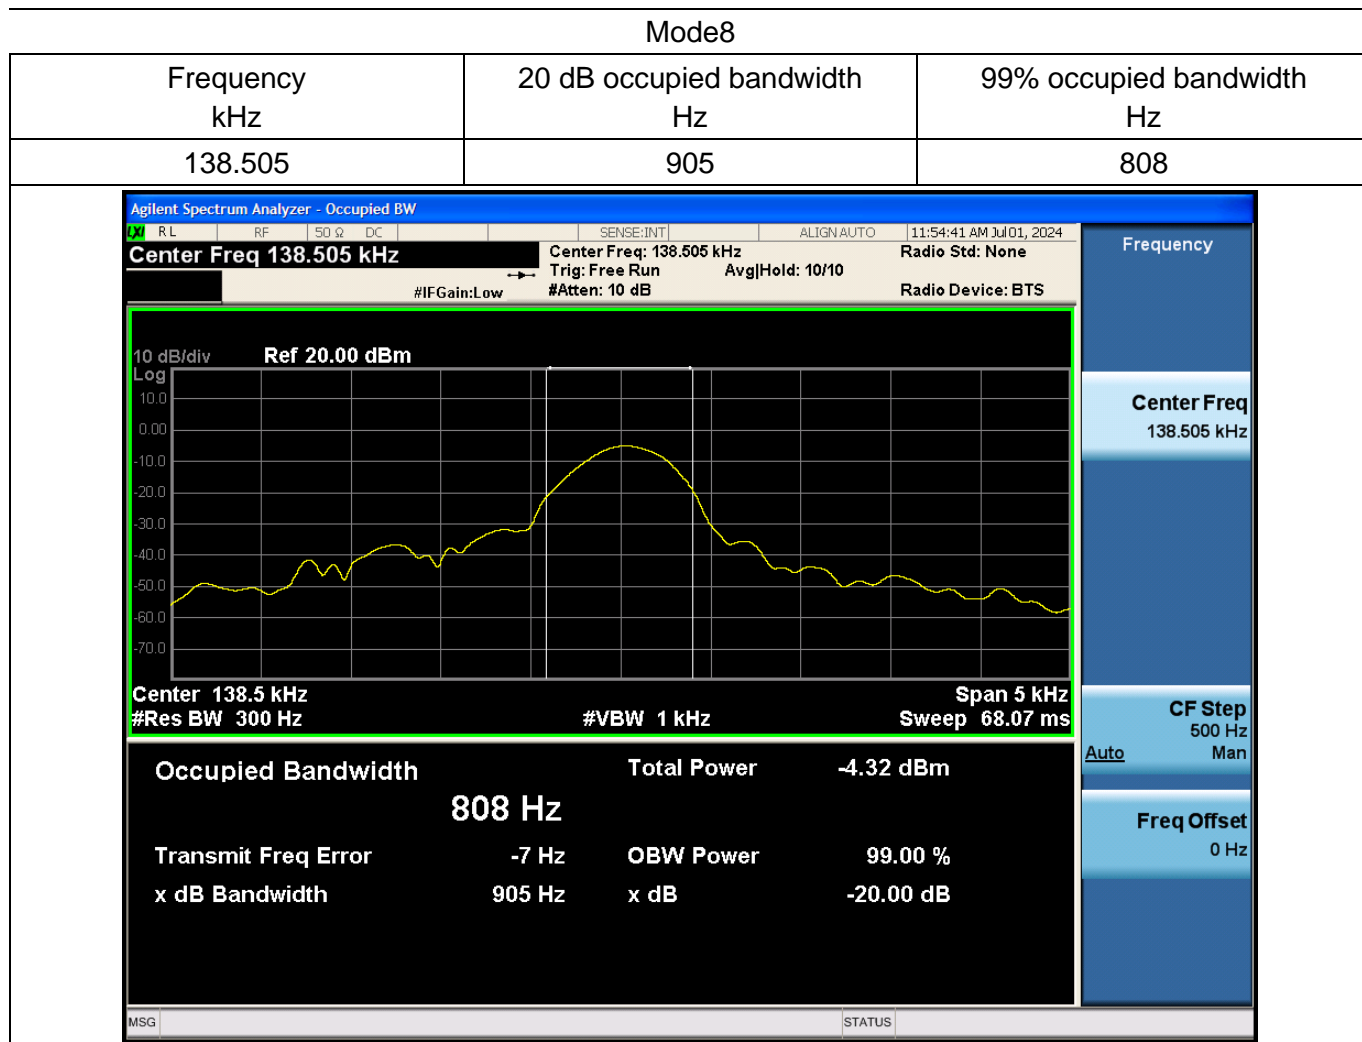 Mode8
Frequency kHz 20 dB occupied bandwidth Hz 99% occupied bandwidth Hz
138.505 905 808
Agilent Spectrum Analyzer - Occupied BW
LXI RL RF 50 Ω DC SENSE:INT ALIGN AUTO 11:54:41 AM Jul 01, 2024
Center Freq 138.505 kHz Center Freq: 138.505 kHz Radio Std: None
Trig: Free Run Avg|Hold: 10/10
#IFGain:Low #Atten: 10 dB Radio Device: BTS
10 dB/div Ref 20.00 dBm
Log
10.0
0.00
-10.0
-20.0
-30.0
-40.0
-50.0
-60.0
-70.0
Center 138.5 kHz Span 5 kHz
#Res BW 300 Hz #VBW 1 kHz Sweep 68.07 ms
Occupied Bandwidth Total Power -4.32 dBm
808 Hz
Transmit Freq Error -7 Hz OBW Power 99.00 %
x dB Bandwidth 905 Hz x dB -20.00 dB
Frequency
Center Freq
138.505 kHz
CF Step
500 Hz
Auto Man
Freq Offset
0 Hz
MSG STATUS